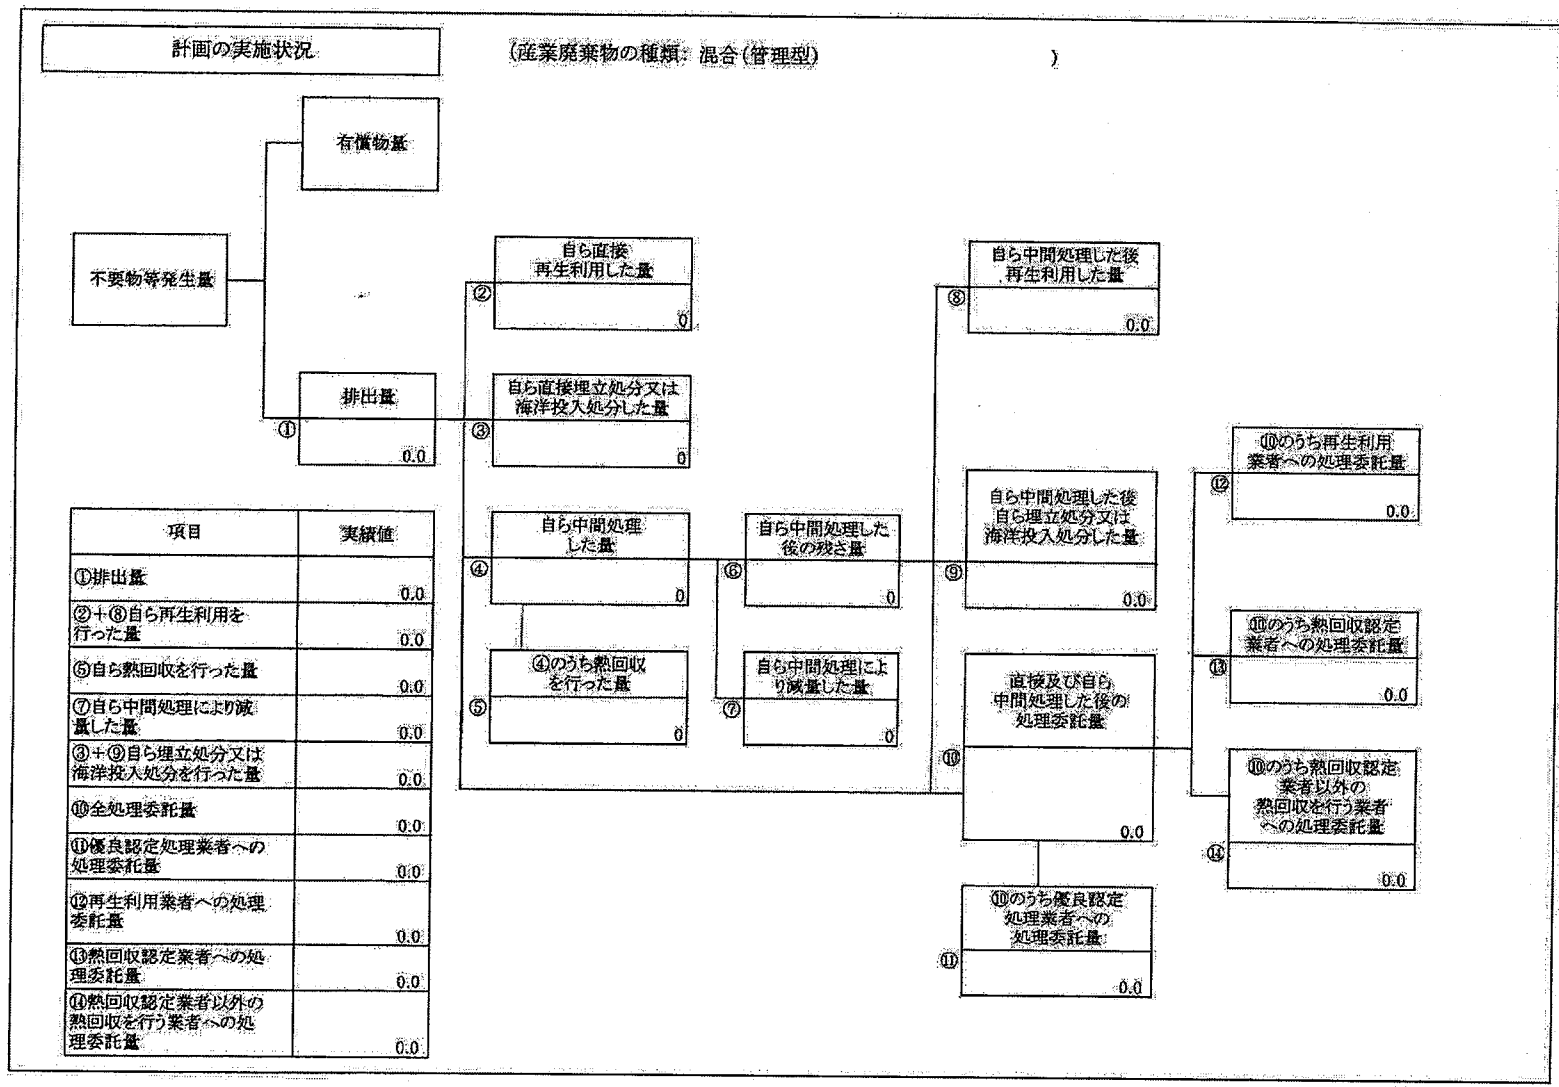 計画の実施状況
(産業廃棄物の種類: 混合(管理型) )
有償物量
不要物等発生量
自ら直接
再生利用した量
②
0
自ら中間処理した後
再生利用した量
⑧
0.0
排出量
①
0.0
自ら直接埋立処分又は
海洋投入処分した量
③
0
⑩のうち再生利用
業者への処理委託量
⑫
0.0
自ら中間処理
した量
④
0
自ら中間処理した
後の残さ量
⑥
0
自ら中間処理した後
自ら埋立処分又は
海洋投入処分した量
⑨
0.0
④のうち熱回収
を行った量
⑤
0
自ら中間処理によ
り減量した量
⑦
0
直接及び自ら
中間処理した後の
処理委託量
⑩
0.0
⑩のうち熱回収認定
業者への処理委託量
⑬
0.0
⑩のうち熱回収認定
業者以外の
熱回収を行う業者
への処理委託量
⑭
0.0
⑩のうち優良認定
処理業者への
処理委託量
⑪
0.0
項目 実績値
①排出量
0.0
②+⑧自ら再生利用を
行った量
0.0
⑤自ら熱回収を行った量
0.0
⑦自ら中間処理により減
量した量
0.0
③+⑨自ら埋立処分又は
海洋投入処分を行った量
0.0
⑩全処理委託量
0.0
⑪優良認定処理業者への
処理委託量
0.0
⑫再生利用業者への処理
委託量
0.0
⑬熱回収認定業者への処
理委託量
0.0
⑭熱回収認定業者以外の
熱回収を行う業者への処
理委託量
0.0